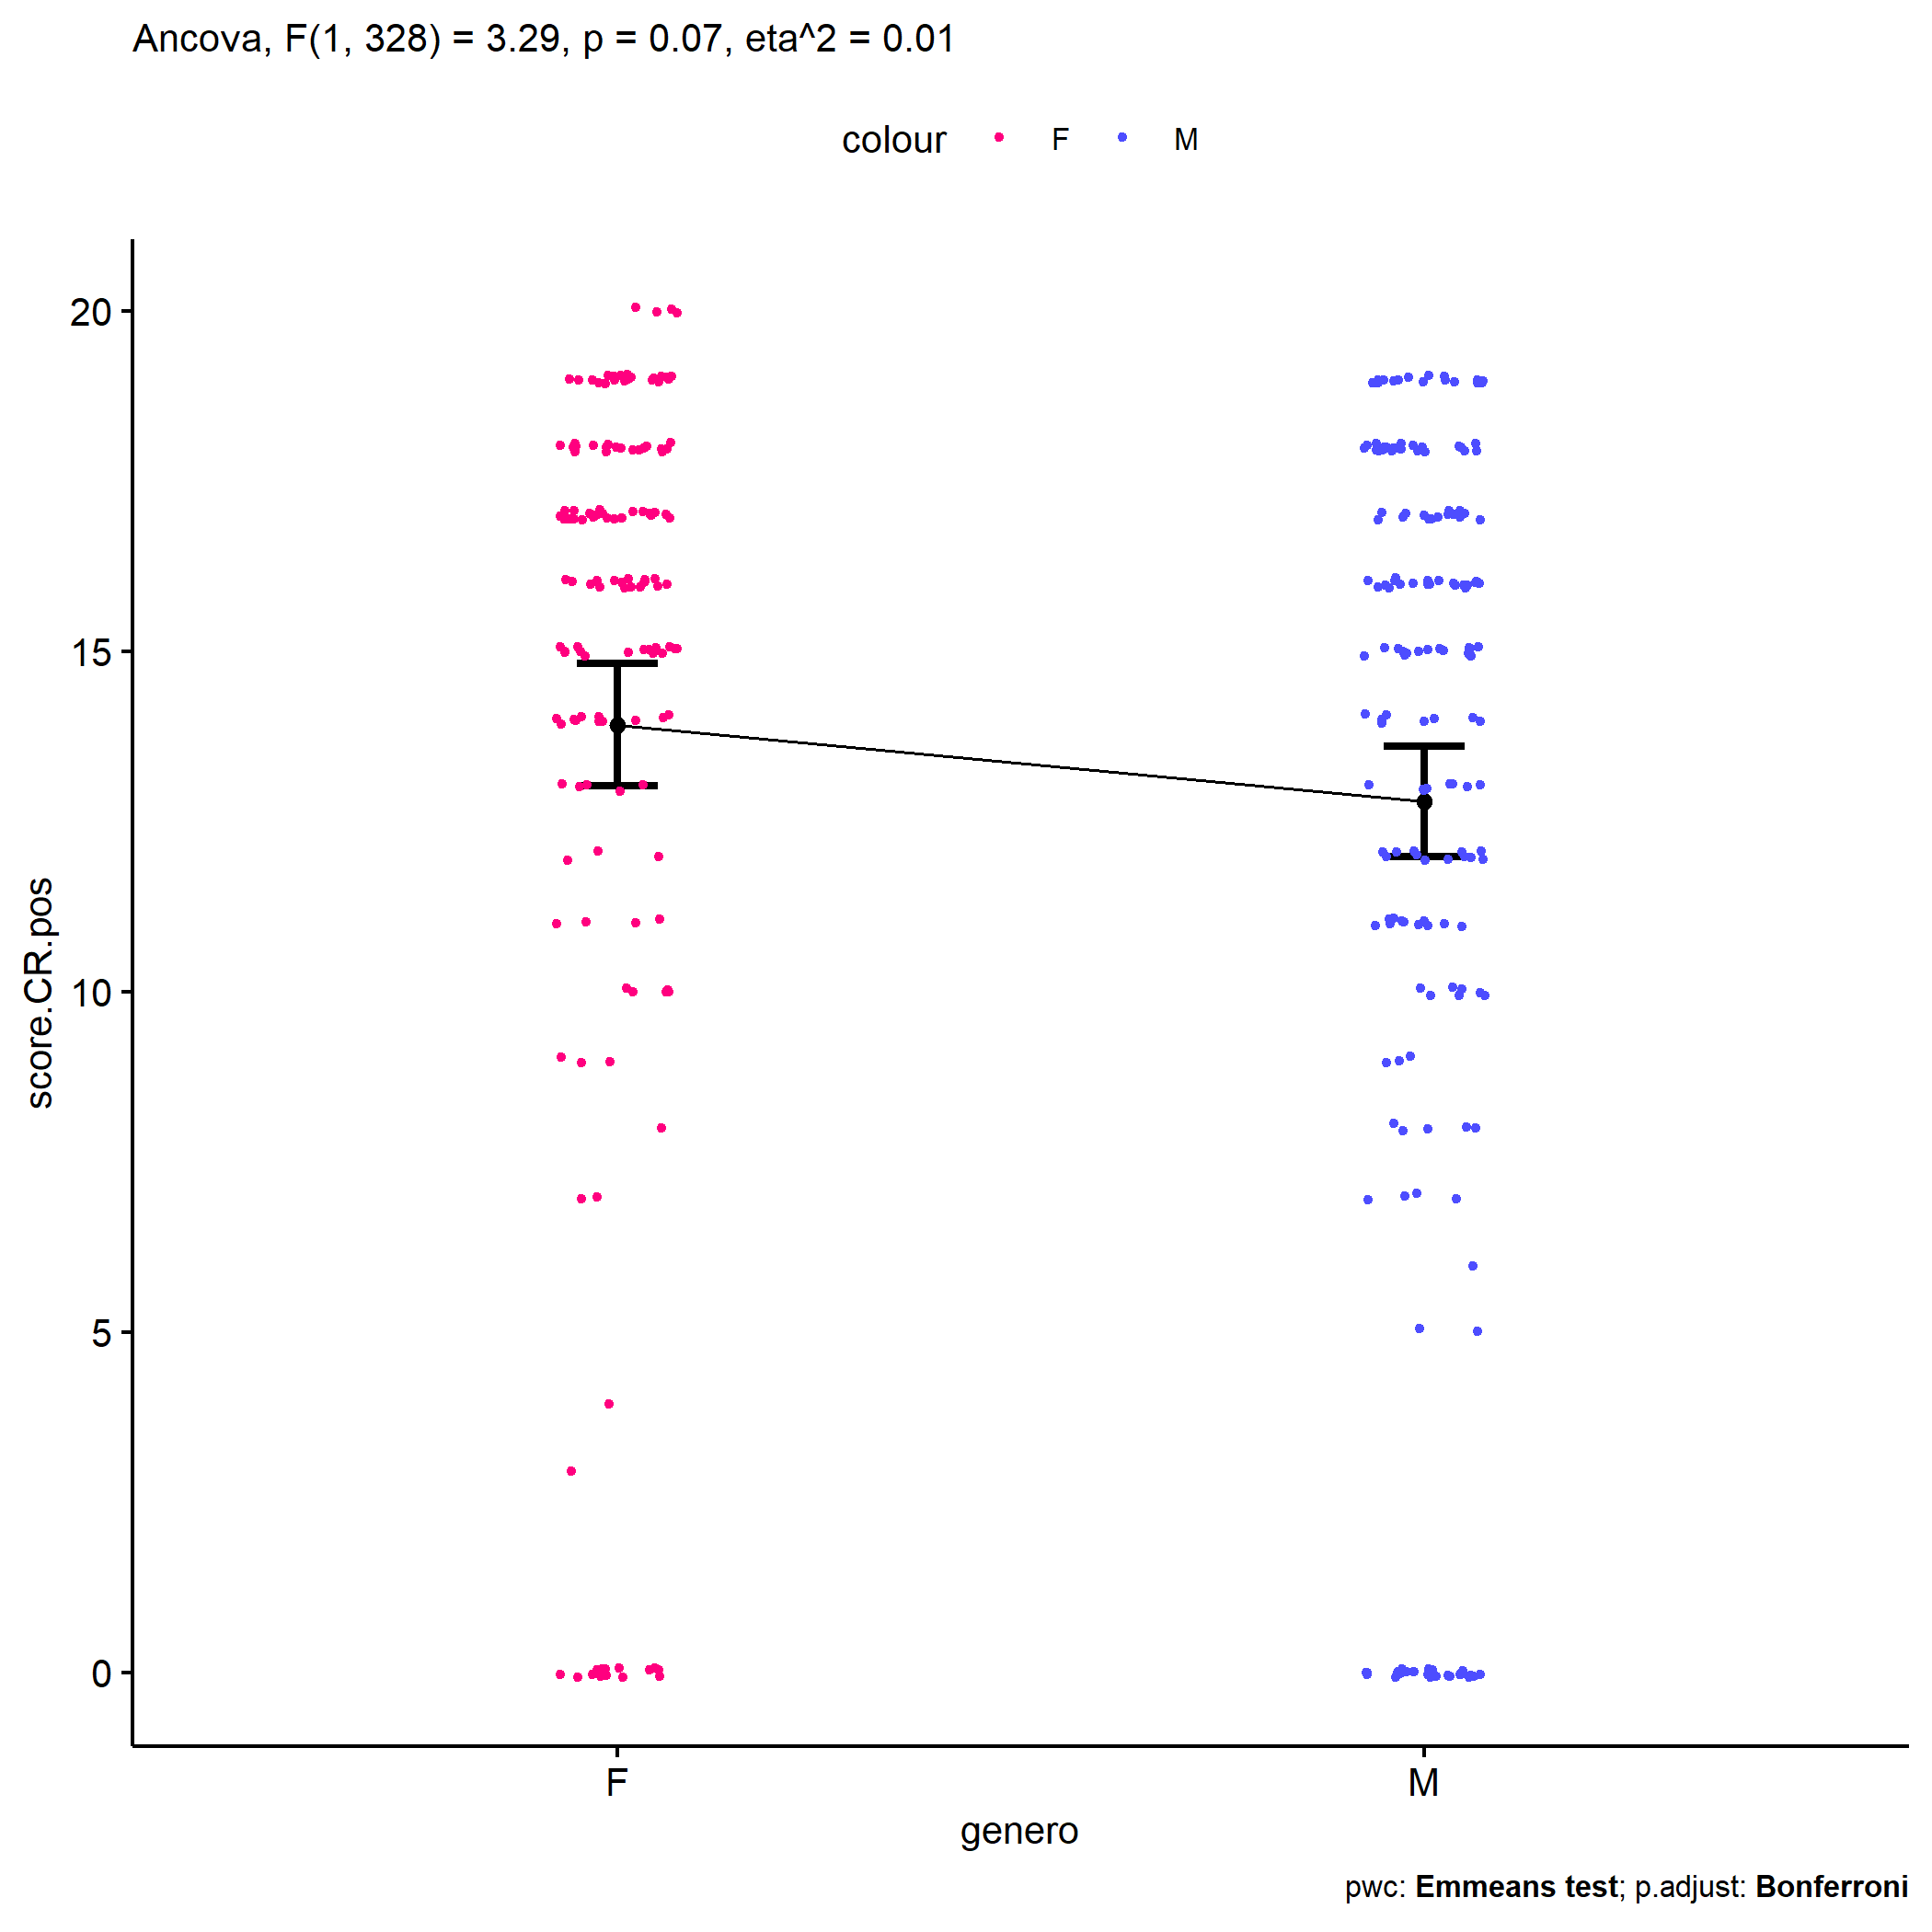 Ancova, F(1, 328) = 3.29, p = 0.07, eta^2 = 0.01
colour F M
20
15
10
5
0
score.CR.pos
F M
genero
pwc: Emmeans test; p.adjust: Bonferroni